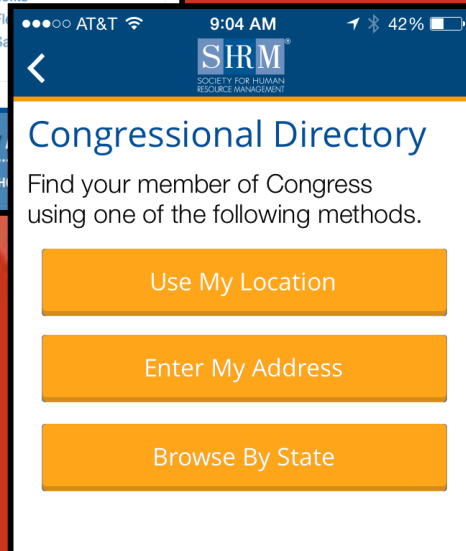 AT&T 9:04 AM 42%
SHRM®
SOCIETY FOR HUMAN
RESOURCE MANAGEMENT
Congressional Directory
Find your member of Congress
using one of the following methods.
Use My Location
Enter My Address
Browse By State